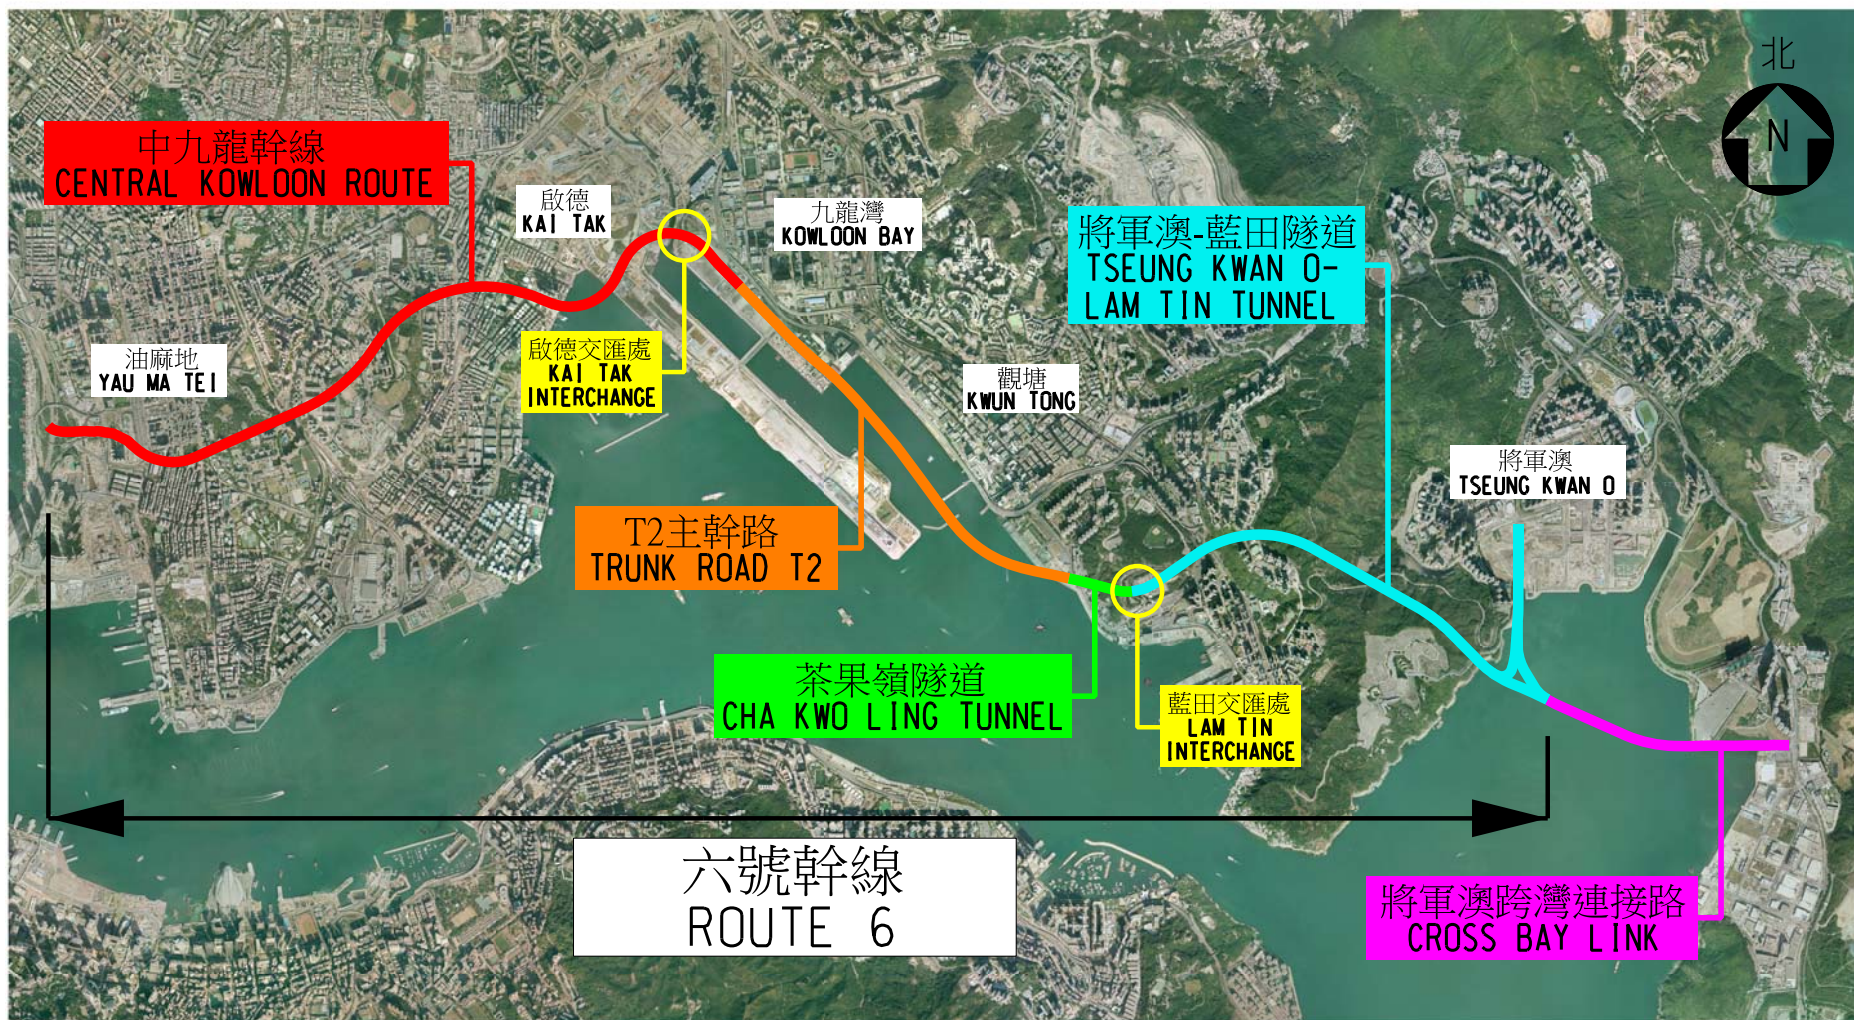 北
N
中九龍幹線
CENTRAL KOWLOON ROUTE
啟德
KAI TAK
九龍灣
KOWLOON BAY
將軍澳-藍田隧道
TSEUNG KWAN O-
LAM TIN TUNNEL
油麻地
YAU MA TEI
啟德交匯處
KAI TAK
INTERCHANGE
觀塘
KWUN TONG
將軍澳
TSEUNG KWAN O
T2主幹路
TRUNK ROAD T2
茶果嶺隧道
CHA KWO LING TUNNEL
藍田交匯處
LAM TIN
INTERCHANGE
六號幹線
ROUTE 6
將軍澳跨灣連接路
CROSS BAY LINK